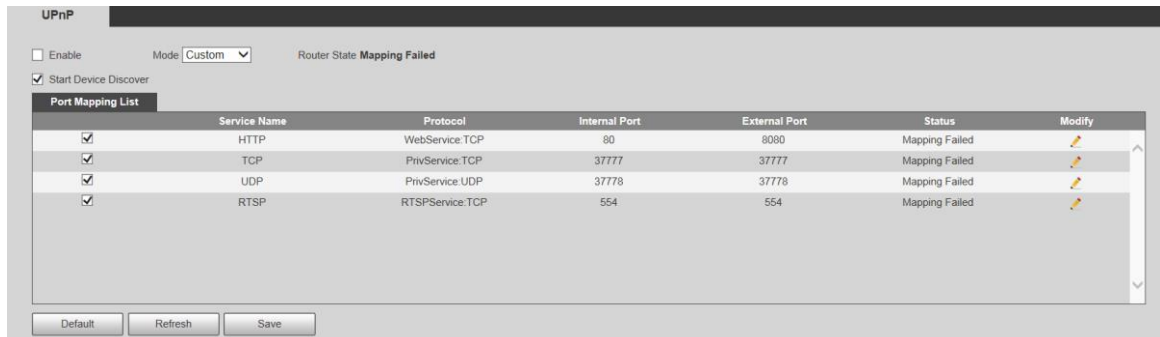 UPnP
Enable Mode Custom Router State Mapping Failed
Start Device Discover
Port Mapping List
Service Name Protocol Internal Port External Port Status Modify
HTTP WebService:TCP 80 8080 Mapping Failed
TCP PrivService:TCP 37777 37777 Mapping Failed
UDP PrivService:UDP 37778 37778 Mapping Failed
RTSP RTSPService:TCP 554 554 Mapping Failed
Default Refresh Save